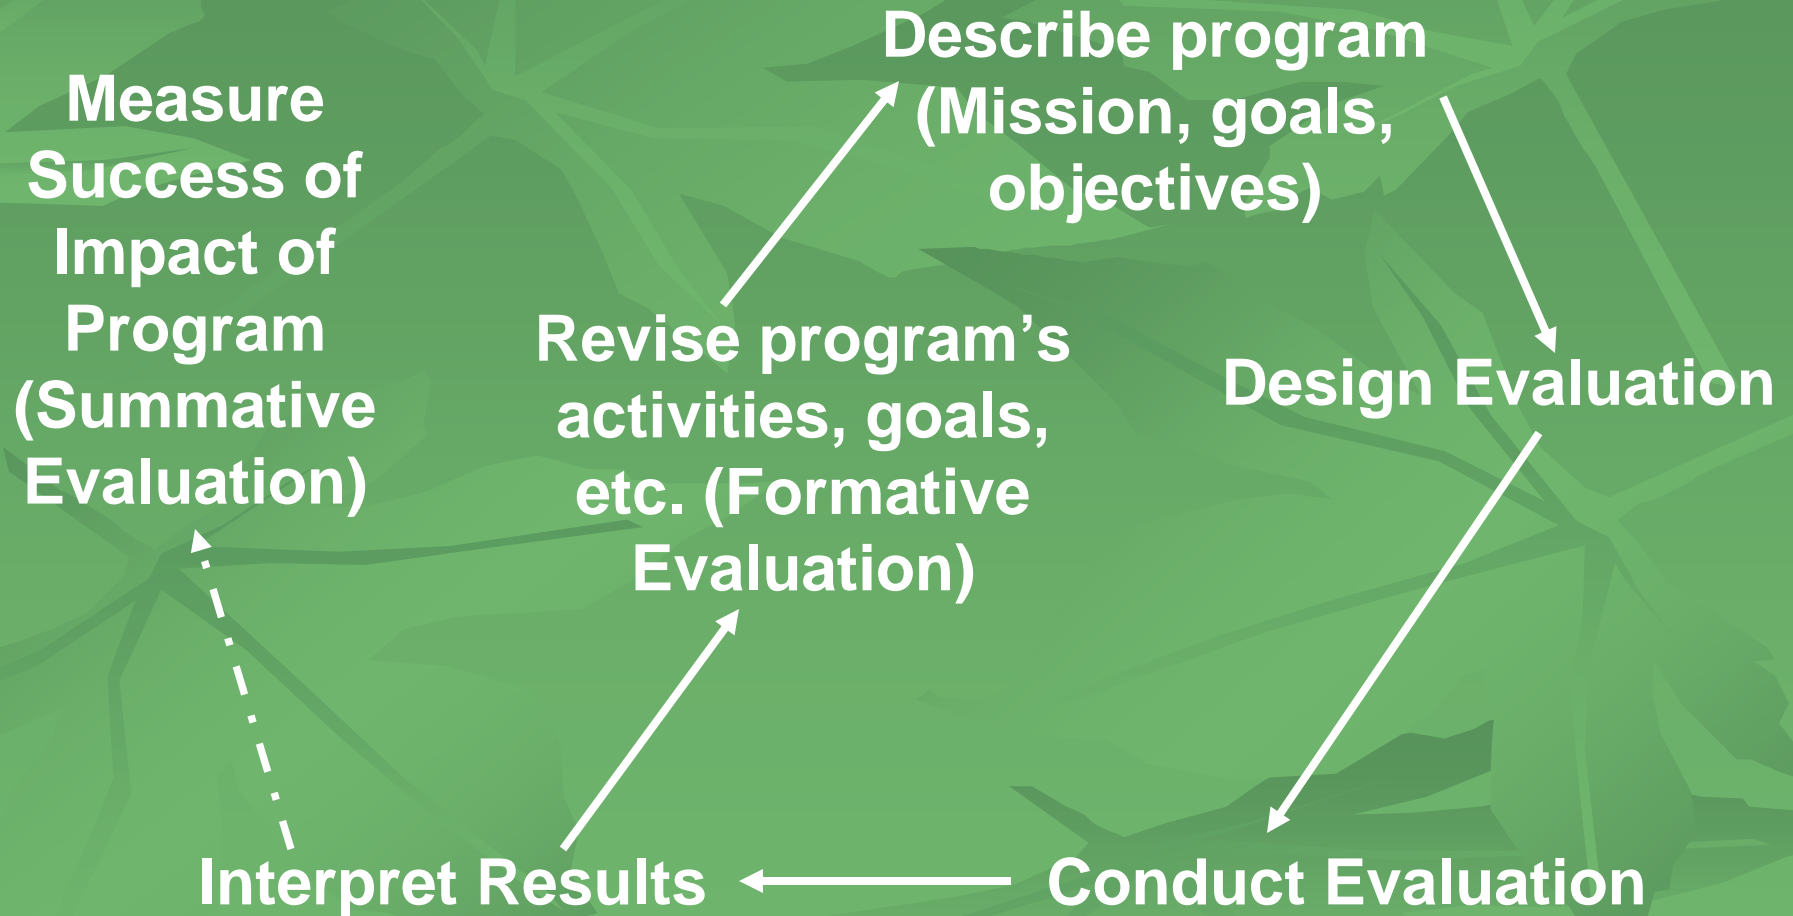 Describe program
(Mission, goals,
objectives)
Measure
Success of
Impact of
Program
(Summative
Evaluation)
Revise program’s
activities, goals,
etc. (Formative
Evaluation)
Design Evaluation
Interpret Results
Conduct Evaluation